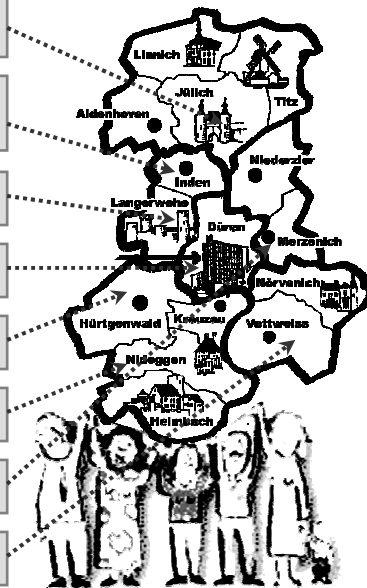 Linnich
Titz
Jülich
Aldenhoven
Niederzier
Inden
Langerwehe
Düren
Merzenich
Nörvenich
Kreuzau
Hürtgenwald
Vettweiss
Nideggen
Heimbach